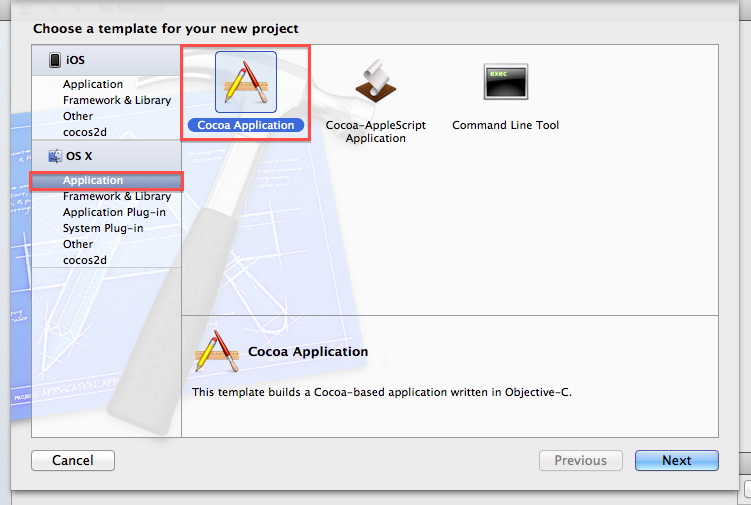 Choose a template for your new project
iOS
Application
Framework & Library
Other
cocos2d
OS X
Application
Framework & Library
Application Plug-in
System Plug-in
Other
cocos2d
Cocoa Application
exec
Cocoa-AppleScript
Application
Command Line Tool
Cocoa Application
This template builds a Cocoa-based application written in Objective-C.
Cancel
Previous
Next